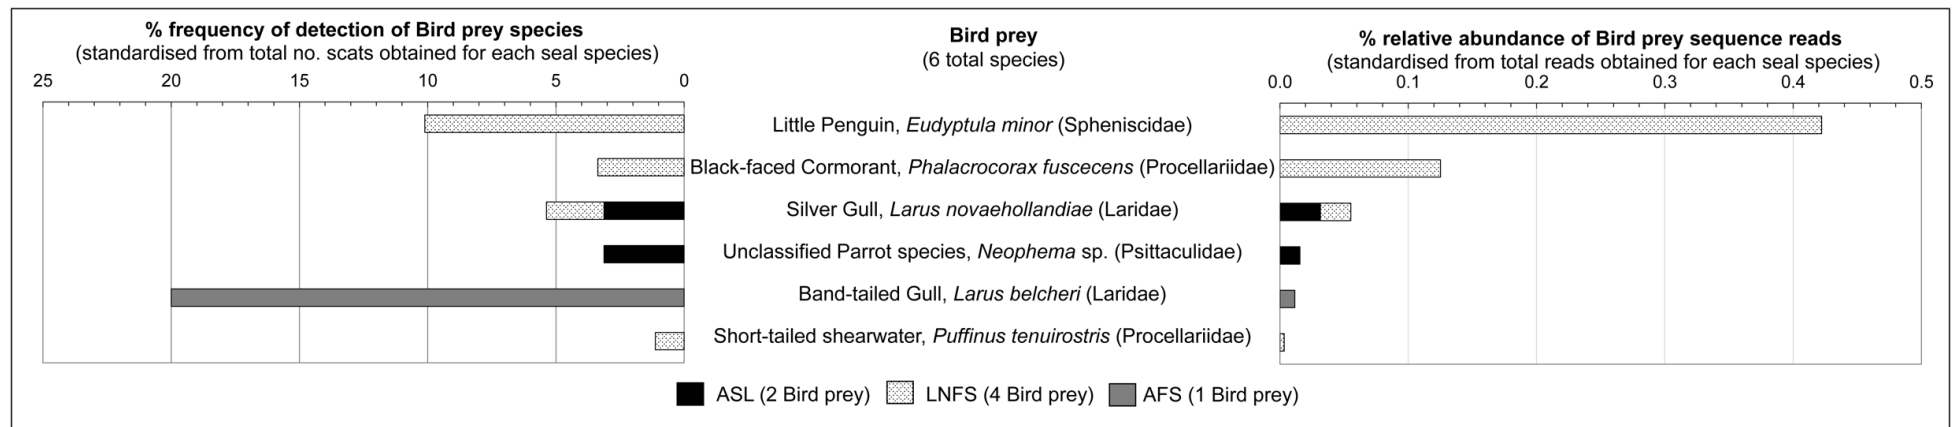 % frequency of detection of Bird prey species
(standardised from total no. scats obtained for each seal species)
25 20 15 10 5 0
Bird prey
(6 total species)
% relative abundance of Bird prey sequence reads
(standardised from total reads obtained for each seal species)
0.0 0.1 0.2 0.3 0.4 0.5
Little Penguin, Eudyptula minor (Spheniscidae)
Black-faced Cormorant, Phalacrocorax fuscecens (Procellariidae)
Silver Gull, Larus novaehollandiae (Laridae)
Unclassified Parrot species, Neophema sp. (Psittaculidae)
Band-tailed Gull, Larus belcheri (Laridae)
Short-tailed shearwater, Puffinus tenuirostris (Procellariidae)
ASL (2 Bird prey) LNFS (4 Bird prey) AFS (1 Bird prey)